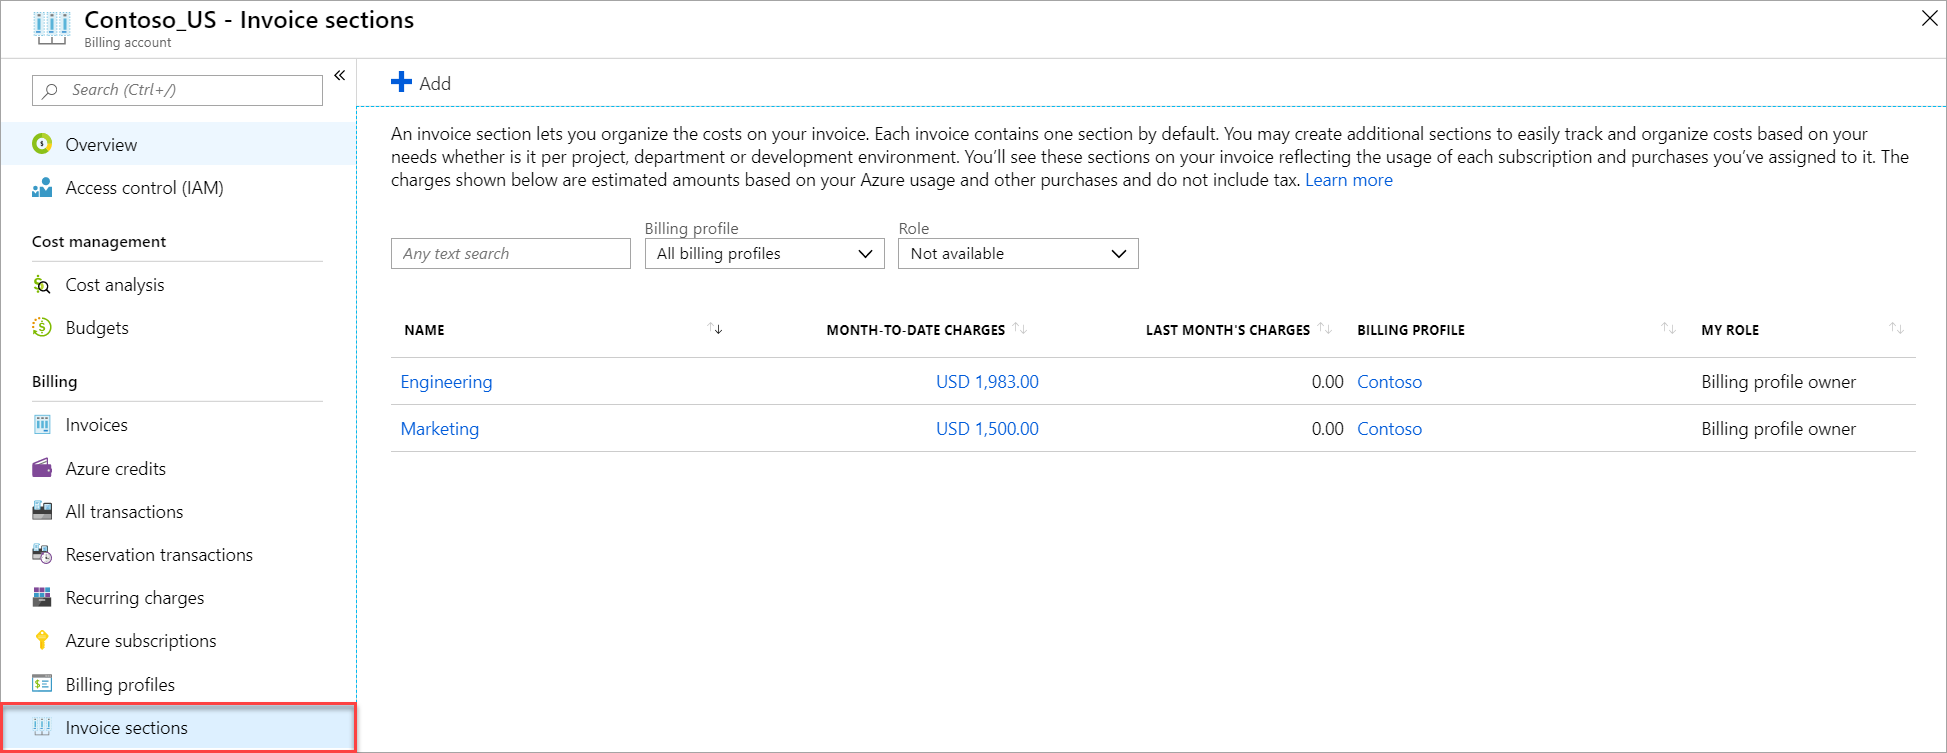 Contoso_US - Invoice sections
Billing account
Search (Ctrl+/)
Overview
Access control (IAM)
Cost management
Cost analysis
Budgets
Billing
Invoices
Azure credits
All transactions
Reservation transactions
Recurring charges
Azure subscriptions
Billing profiles
Invoice sections
Add
An invoice section lets you organize the costs on your invoice. Each invoice contains one section by default. You may create additional sections to easily track and organize costs based on your
needs whether is it per project, department or development environment. You'll see these sections on your invoice reflecting the usage of each subscription and purchases you've assigned to it. The
charges shown below are estimated amounts based on your Azure usage and other purchases and do not include tax. Learn more
Billing profile Role
Any text search All billing profiles Not available
NAME MONTH-TO-DATE CHARGES LAST MONTH'S CHARGES BILLING PROFILE MY ROLE
Engineering USD 1,983.00 0.00 Contoso Billing profile owner
Marketing USD 1,500.00 0.00 Contoso Billing profile owner